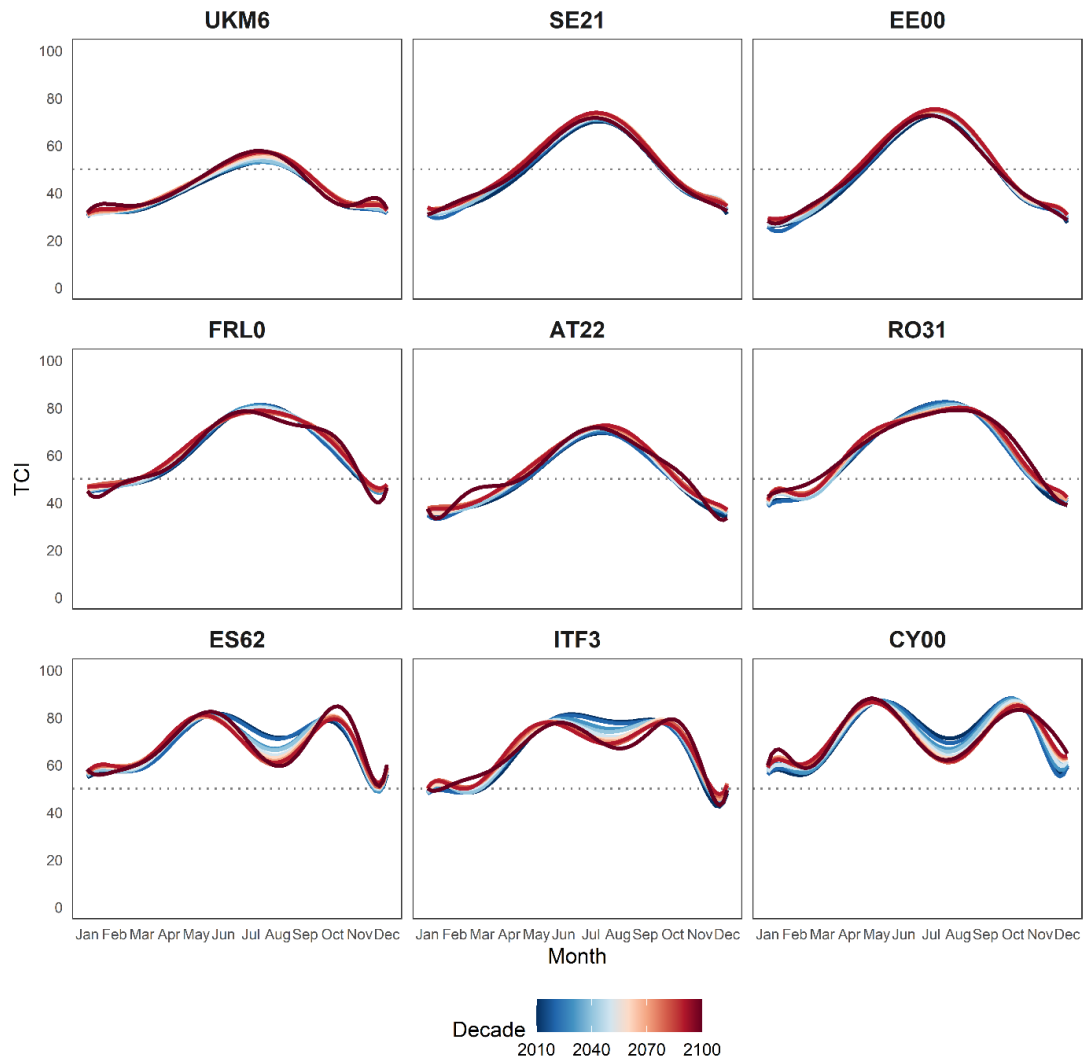 UKM6 SE21 EE00
100
80
60
40
20
0
FRL0 AT22 RO31
100
80
60
40
20
0
TCI
ES62 ITF3 CY00
100
80
60
40
20
0
Jan Feb Mar Apr May Jun Jul Aug Sep Oct Nov Dec Jan Feb Mar Apr May Jun Jul Aug Sep Oct Nov Dec Jan Feb Mar Apr May Jun Jul Aug Sep Oct Nov Dec
Month
Decade
2010 2040 2070 2100